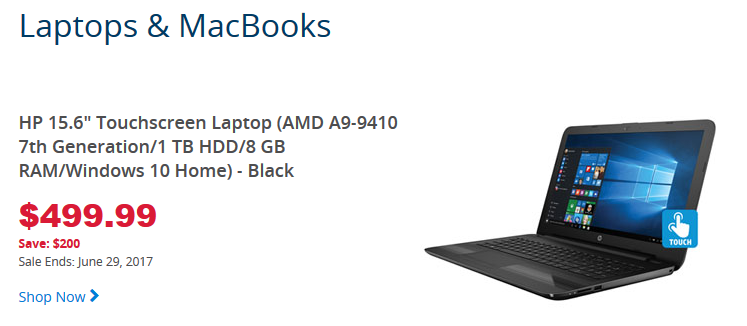 Laptops & MacBooks
HP 15.6" Touchscreen Laptop (AMD A9-9410
7th Generation/1 TB HDD/8 GB
RAM/Windows 10 Home) - Black
$499.99
Save: $200
Sale Ends: June 29, 2017
Shop Now
TOUCH